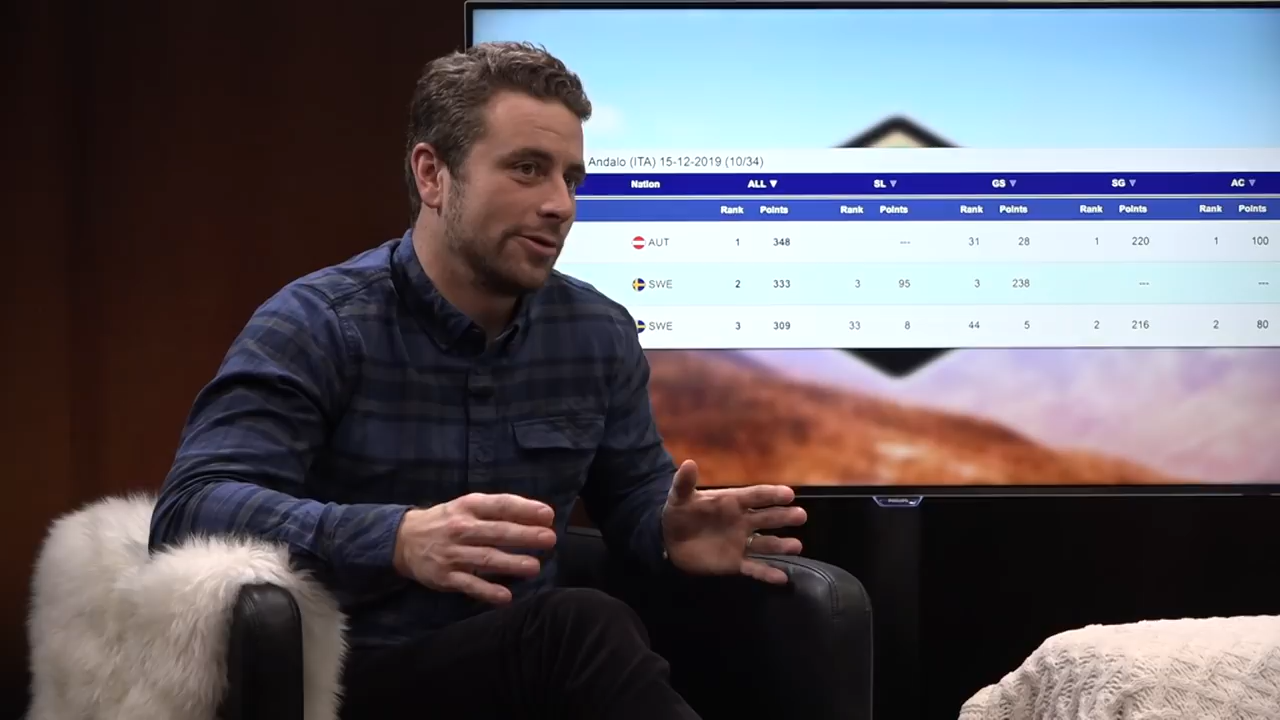 Andalo (ITA) 15-12-2019 (10/34)
Nation ALL ▼ SL ▼ GS ▼ SG ▼ AC ▼
Rank Points Rank Points Rank Points Rank Points Rank Points
AUT 1 348 --- 31 28 1 220 1 100
SWE 2 333 3 95 3 238 --- ---
SWE 3 309 33 8 44 5 2 216 2 80
PHILIPS